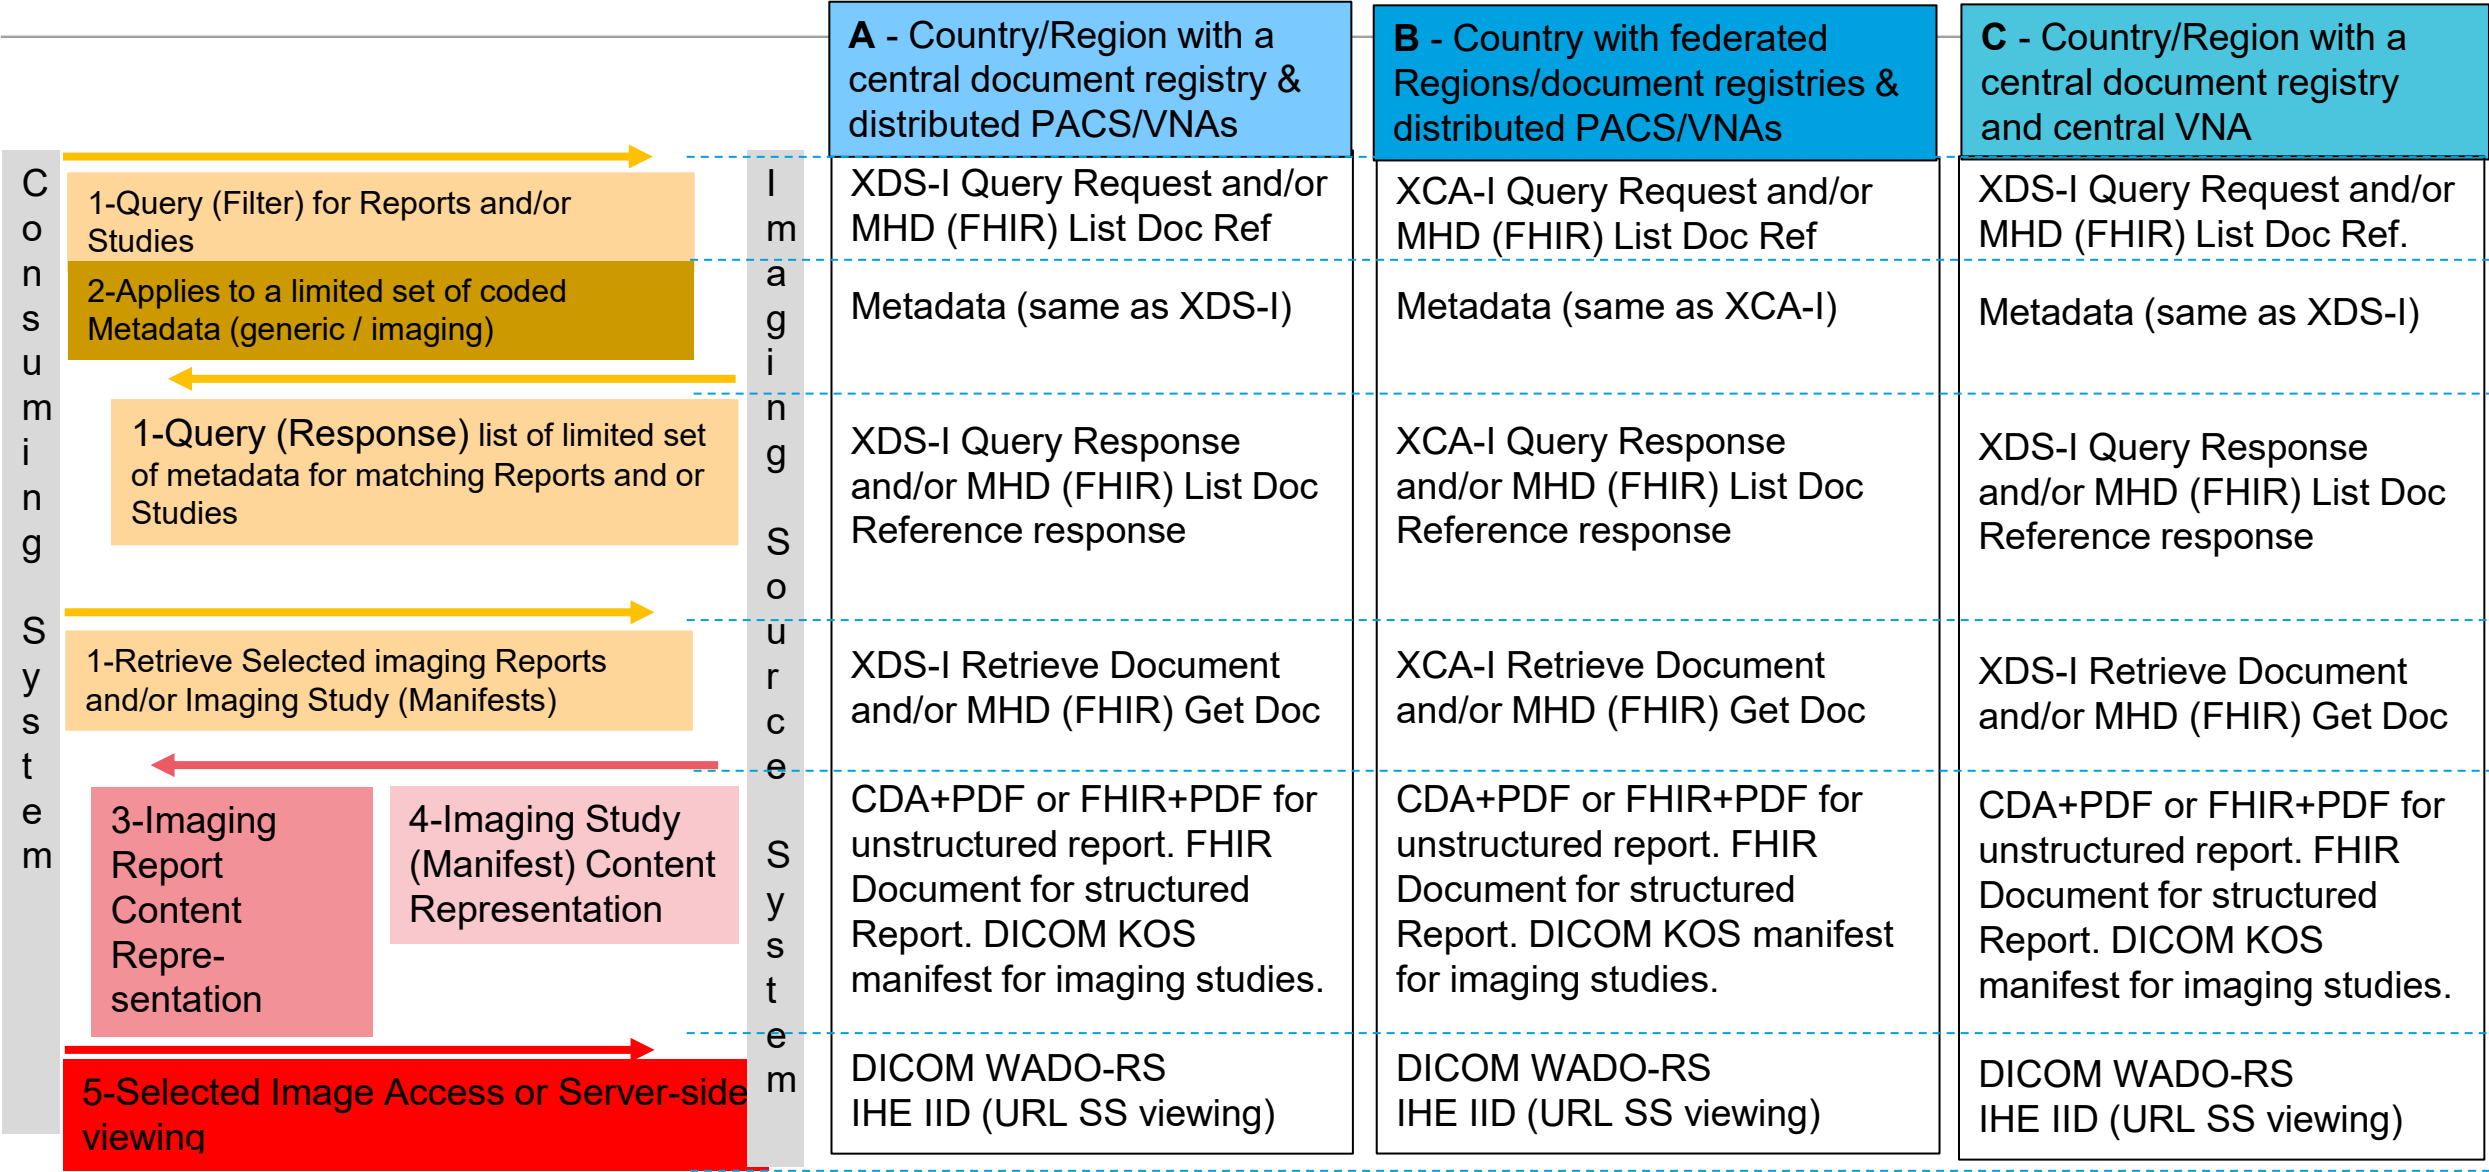 A - Country/Region with a
central document registry &
distributed PACS/VNAs
B - Country with federated
Regions/document registries &
distributed PACS/VNAs
C - Country/Region with a
central document registry
and central VNA
Consuming System
Imaging Source System
1-Query (Filter) for Reports and/or
Studies
XDS-I Query Request and/or
MHD (FHIR) List Doc Ref
XCA-I Query Request and/or
MHD (FHIR) List Doc Ref
XDS-I Query Request and/or
MHD (FHIR) List Doc Ref.
2-Applies to a limited set of coded
Metadata (generic / imaging)
Metadata (same as XDS-I)
Metadata (same as XCA-I)
Metadata (same as XDS-I)
1-Query (Response) list of limited set
of metadata for matching Reports and or
Studies
XDS-I Query Response
and/or MHD (FHIR) List Doc
Reference response
XCA-I Query Response
and/or MHD (FHIR) List Doc
Reference response
XDS-I Query Response
and/or MHD (FHIR) List Doc
Reference response
1-Retrieve Selected imaging Reports
and/or Imaging Study (Manifests)
XDS-I Retrieve Document
and/or MHD (FHIR) Get Doc
XCA-I Retrieve Document
and/or MHD (FHIR) Get Doc
XDS-I Retrieve Document
and/or MHD (FHIR) Get Doc
3-Imaging
Report
Content
Repre-
sentation
4-Imaging Study
(Manifest) Content
Representation
CDA+PDF or FHIR+PDF for
unstructured report. FHIR
Document for structured
Report. DICOM KOS
manifest for imaging studies.
CDA+PDF or FHIR+PDF for
unstructured report. FHIR
Document for structured
Report. DICOM KOS manifest
for imaging studies.
CDA+PDF or FHIR+PDF for
unstructured report. FHIR
Document for structured
Report. DICOM KOS
manifest for imaging studies.
5-Selected Image Access or Server-side
viewing
DICOM WADO-RS
IHE IID (URL SS viewing)
DICOM WADO-RS
IHE IID (URL SS viewing)
DICOM WADO-RS
IHE IID (URL SS viewing)